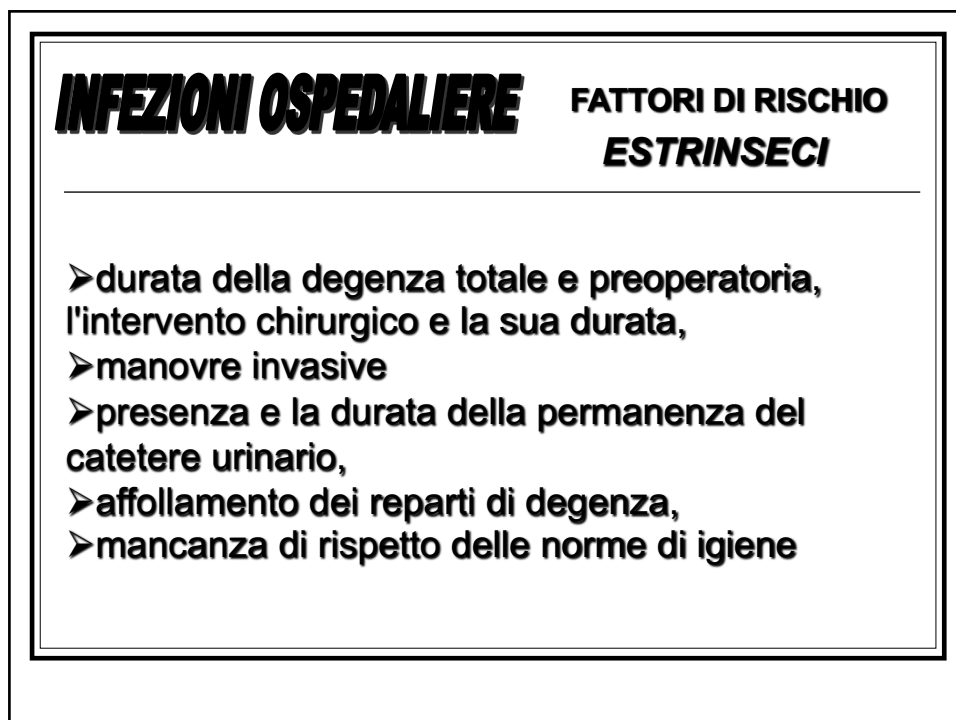 INFEZIONI OSPEDALIERE
FATTORI DI RISCHIO
ESTRINSECI
➢durata della degenza totale e preoperatoria,
l'intervento chirurgico e la sua durata,
➢manovre invasive
➢presenza e la durata della permanenza del
catetere urinario,
➢affollamento dei reparti di degenza,
➢mancanza di rispetto delle norme di igiene